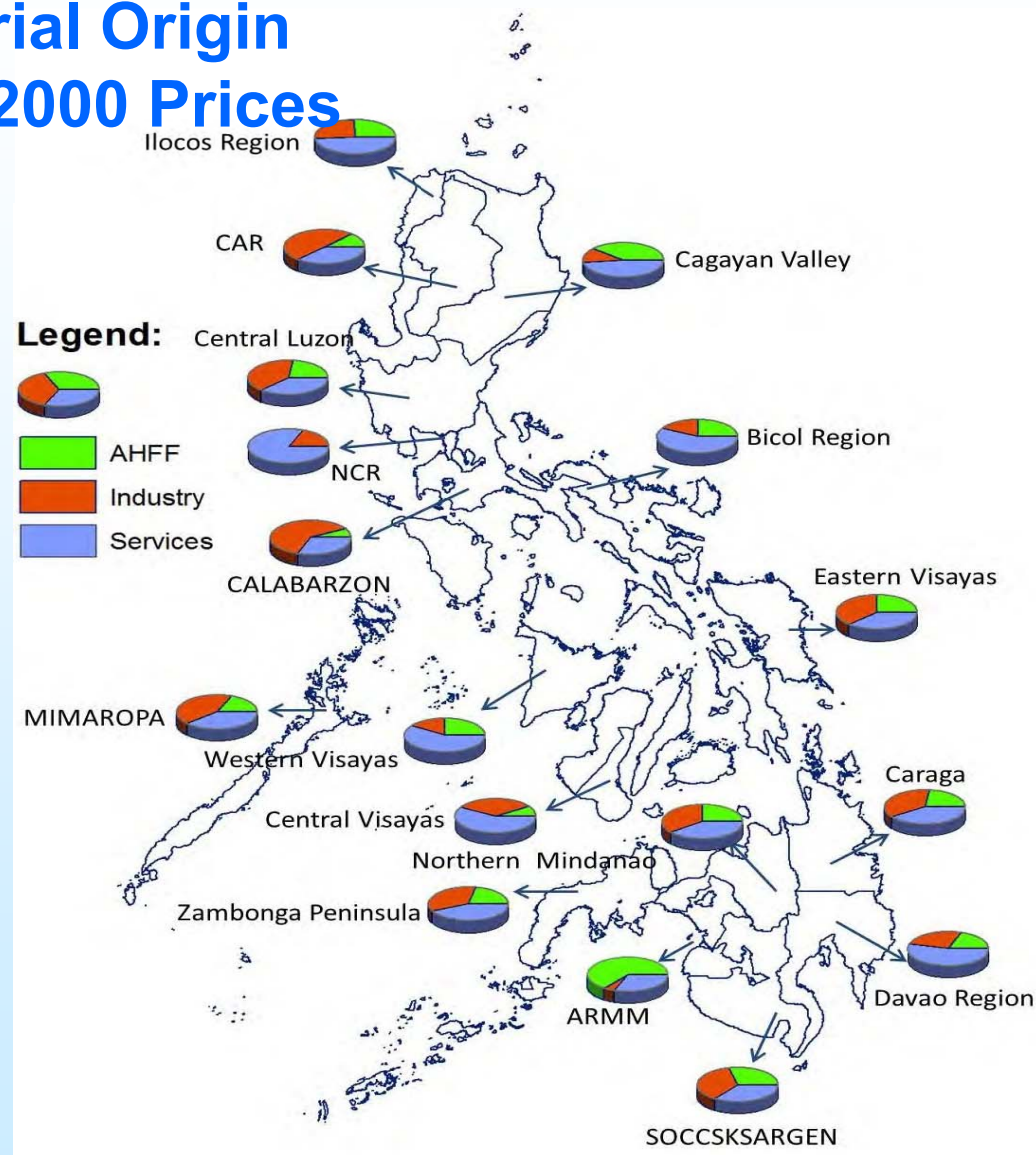 rial Origin
2000 Prices
Ilocos Region
CAR
Cagayan Valley
Legend:
Central Luzon
AHFF
Industry
Services
NCR
Bicol Region
CALABARZON
Eastern Visayas
MIMAROPA
Western Visayas
Central Visayas
Caraga
Northern Mindanao
Zambonga Peninsula
ARMM
Davao Region
SOCCSKSARGEN